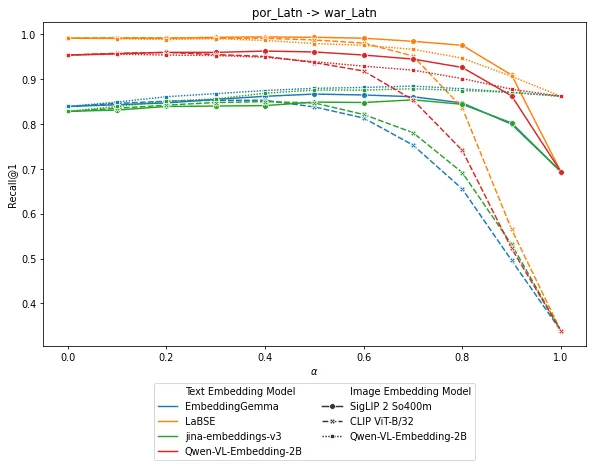 por_Latn -> war_Latn
Recall@1
1.0
0.9
0.8
0.7
0.6
0.5
0.4
0.0 0.2 0.4 0.6 0.8 1.0
α
Text Embedding Model Image Embedding Model
EmbeddingGemma SigLIP 2 So400m
LaBSE CLIP ViT-B/32
jina-embeddings-v3 Qwen-VL-Embedding-2B
Qwen-VL-Embedding-2B